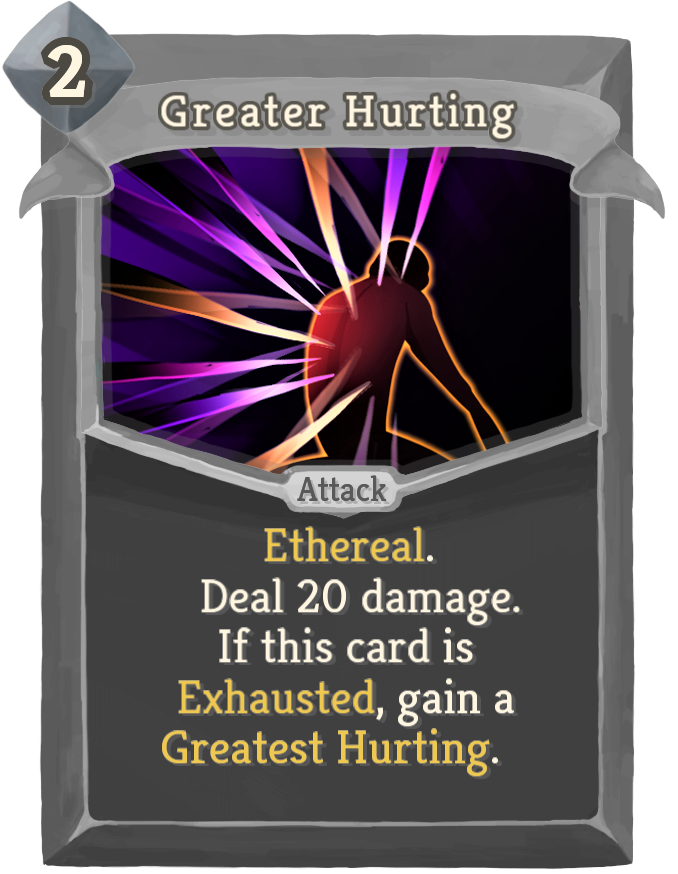 2
Greater Hurting
Attack
Ethereal.
Deal 20 damage.
If this card is
Exhausted, gain a
Greatest Hurting.